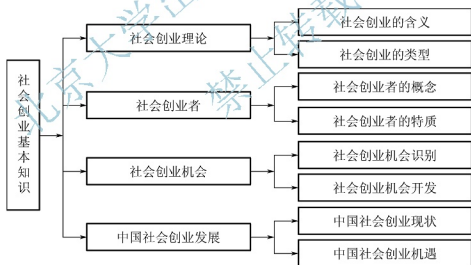 社会创业基本知识
社会创业理论
社会创业的含义
社会创业的类型
社会创业者
社会创业者的概念
社会创业者的特质
社会创业机会
社会创业机会识别
社会创业机会开发
中国社会创业发展
中国社会创业现状
中国社会创业机遇
北京大学
禁止转载